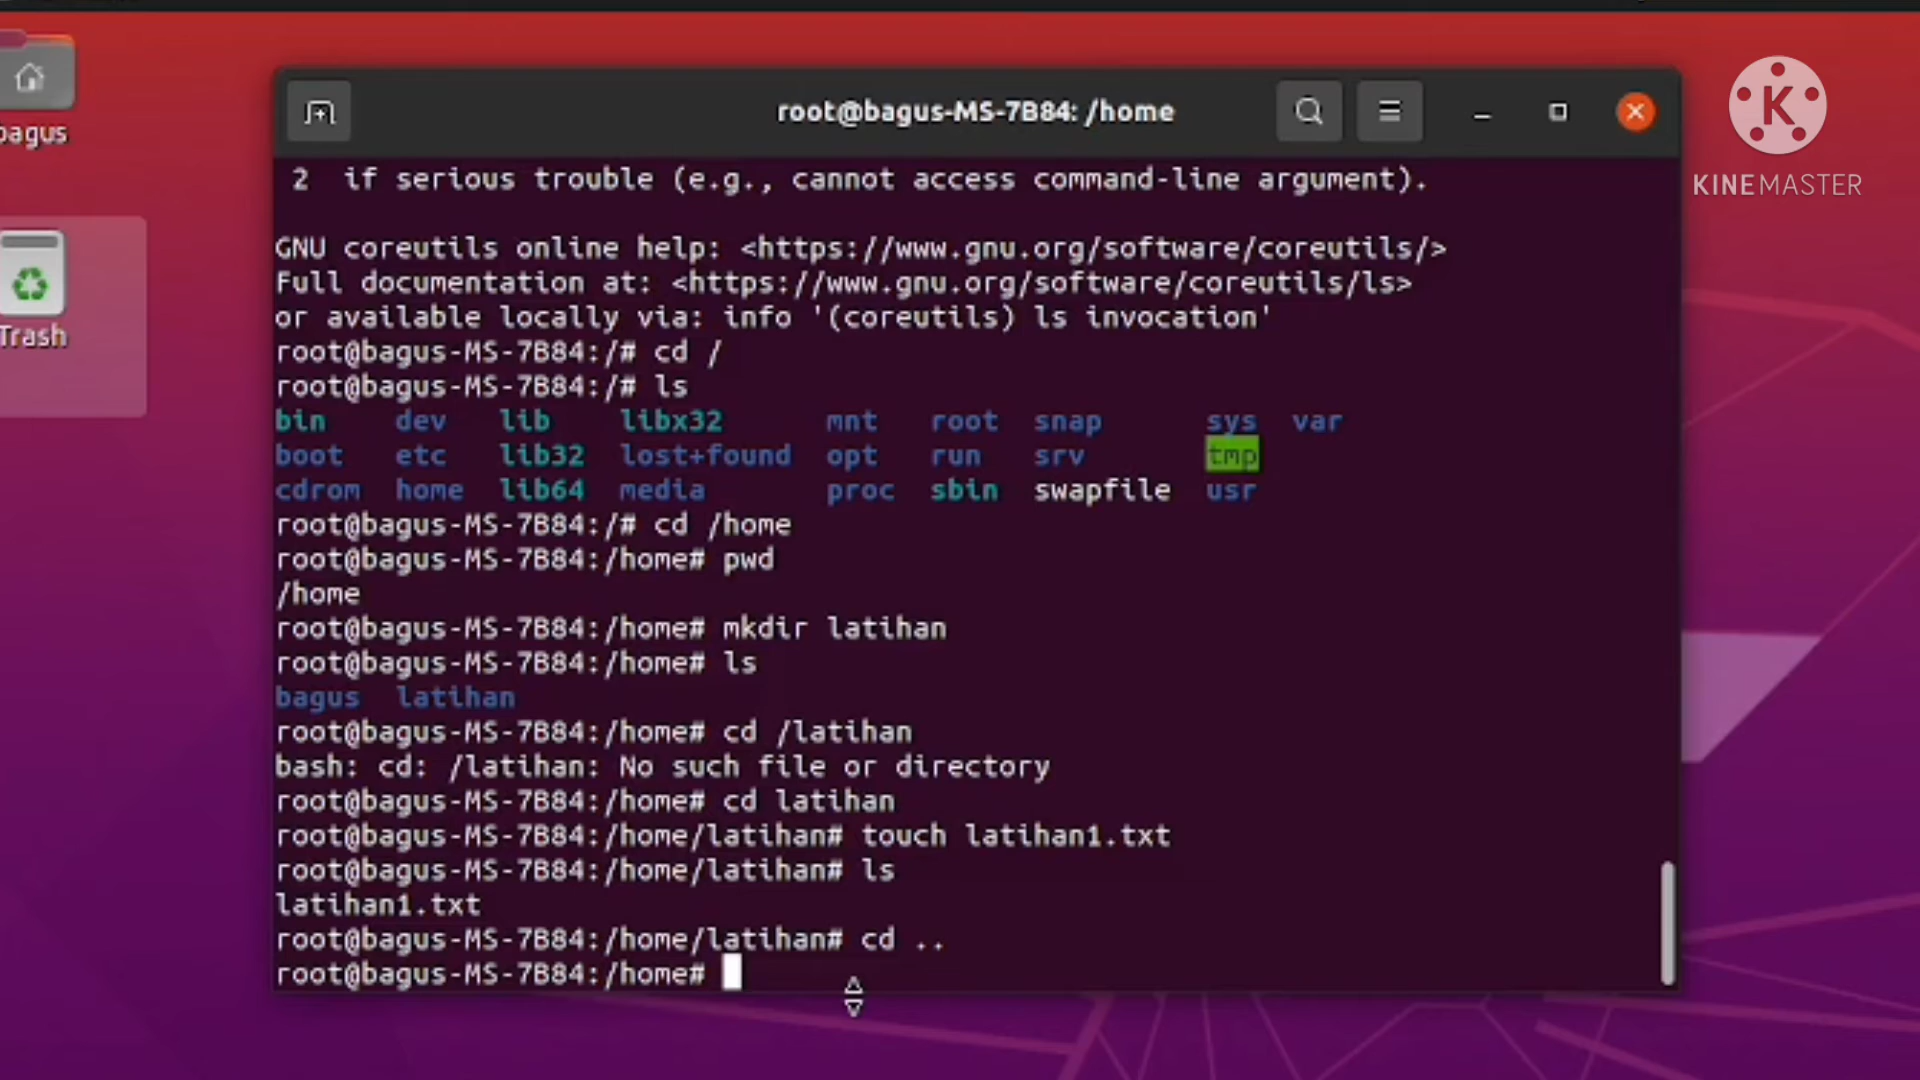 root@bagus-MS-7B84: /home
KINEMASTER
bagus
Trash
2 if serious trouble (e.g., cannot access command-line argument).
GNU coreutils online help: <https://www.gnu.org/software/coreutils/>
Full documentation at: <https://www.gnu.org/software/coreutils/ls>
or available locally via: info '(coreutils) ls invocation'
root@bagus-MS-7B84:/# cd /
root@bagus-MS-7B84:/# ls
bin dev lib libx32 mnt root snap sys var
boot etc lib32 lost+found opt run srv tmp
cdrom home lib64 media proc sbin swapfile usr
root@bagus-MS-7B84:/# cd /home
root@bagus-MS-7B84:/home# pwd
/home
root@bagus-MS-7B84:/home# mkdir latihan
root@bagus-MS-7B84:/home# ls
bagus latihan
root@bagus-MS-7B84:/home# cd /latihan
bash: cd: /latihan: No such file or directory
root@bagus-MS-7B84:/home# cd latihan
root@bagus-MS-7B84:/home/latihan# touch latihan1.txt
root@bagus-MS-7B84:/home/latihan# ls
latihan1.txt
root@bagus-MS-7B84:/home/latihan# cd ..
root@bagus-MS-7B84:/home#